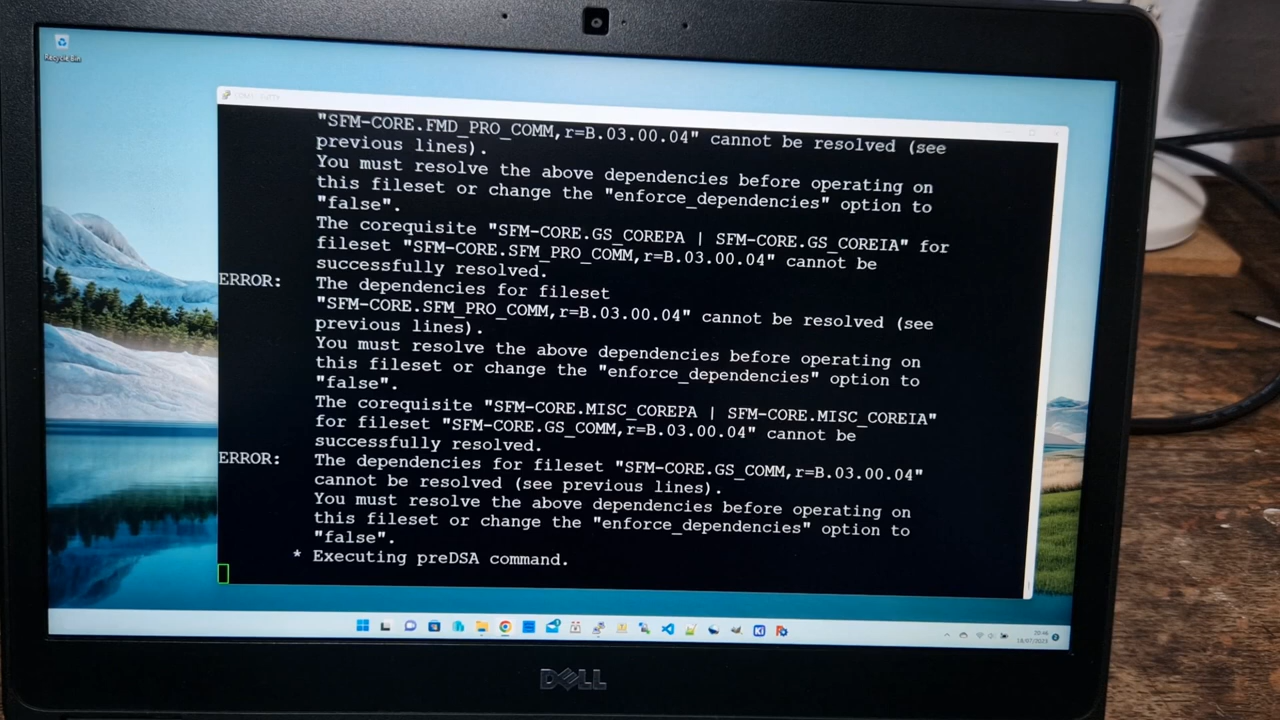 Recycle Bin
"SFM-CORE.FMD_PRO_COMM,r=B.03.00.04" cannot be resolved (see
previous lines).
You must resolve the above dependencies before operating on
this fileset or change the "enforce_dependencies" option to
"false".
The corequisite "SFM-CORE.GS_COREPA | SFM-CORE.GS_COREIA" for
fileset "SFM-CORE.SFM_PRO_COMM,r=B.03.00.04" cannot be
successfully resolved.
ERROR: The dependencies for fileset
"SFM-CORE.SFM_PRO_COMM,r=B.03.00.04" cannot be resolved (see
previous lines).
You must resolve the above dependencies before operating on
this fileset or change the "enforce_dependencies" option to
"false".
The corequisite "SFM-CORE.MISC_COREPA | SFM-CORE.MISC_COREIA"
for fileset "SFM-CORE.GS_COMM,r=B.03.00.04" cannot be
successfully resolved.
ERROR: The dependencies for fileset "SFM-CORE.GS_COMM,r=B.03.00.04"
cannot be resolved (see previous lines).
You must resolve the above dependencies before operating on
this fileset or change the "enforce_dependencies" option to
"false".
* Executing preDSA command.
20:46
18/07/2023
DELL